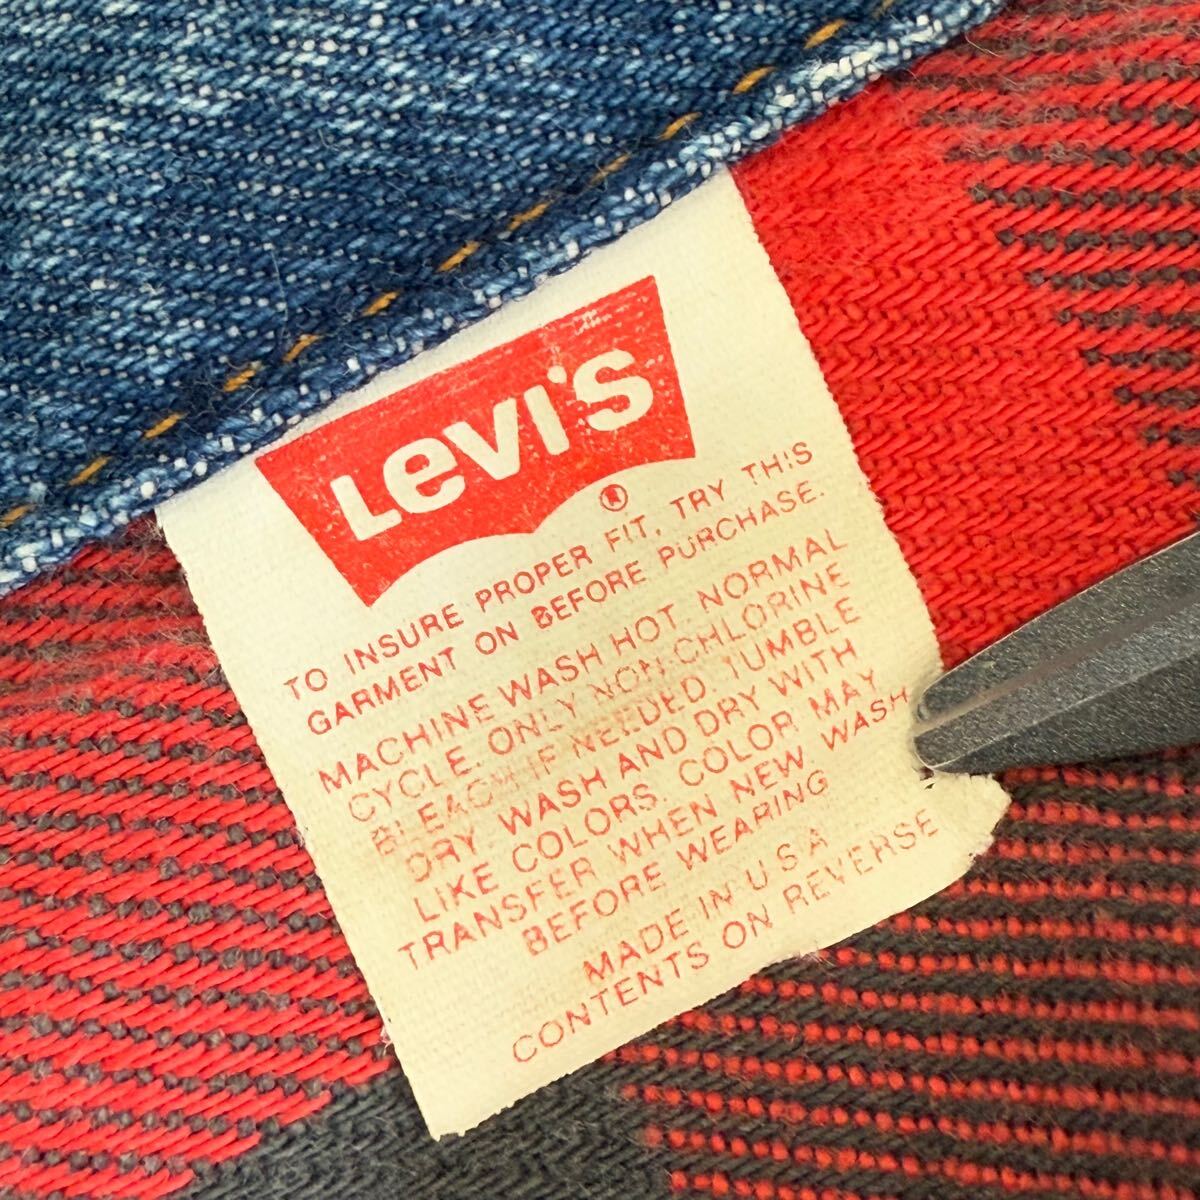 Levi's
®
TO INSURE PROPER FIT, TRY THIS
GARMENT ON BEFORE PURCHASE.
MACHINE WASH HOT. NORMAL
CYCLE. ONLY NON-CHLORINE
BLEACH IF NEEDED. TUMBLE
DRY. WASH AND DRY WITH
LIKE COLORS. COLOR MAY
TRANSFER WHEN NEW. WASH
BEFORE WEARING
MADE IN U S A
CONTENTS ON REVERSE